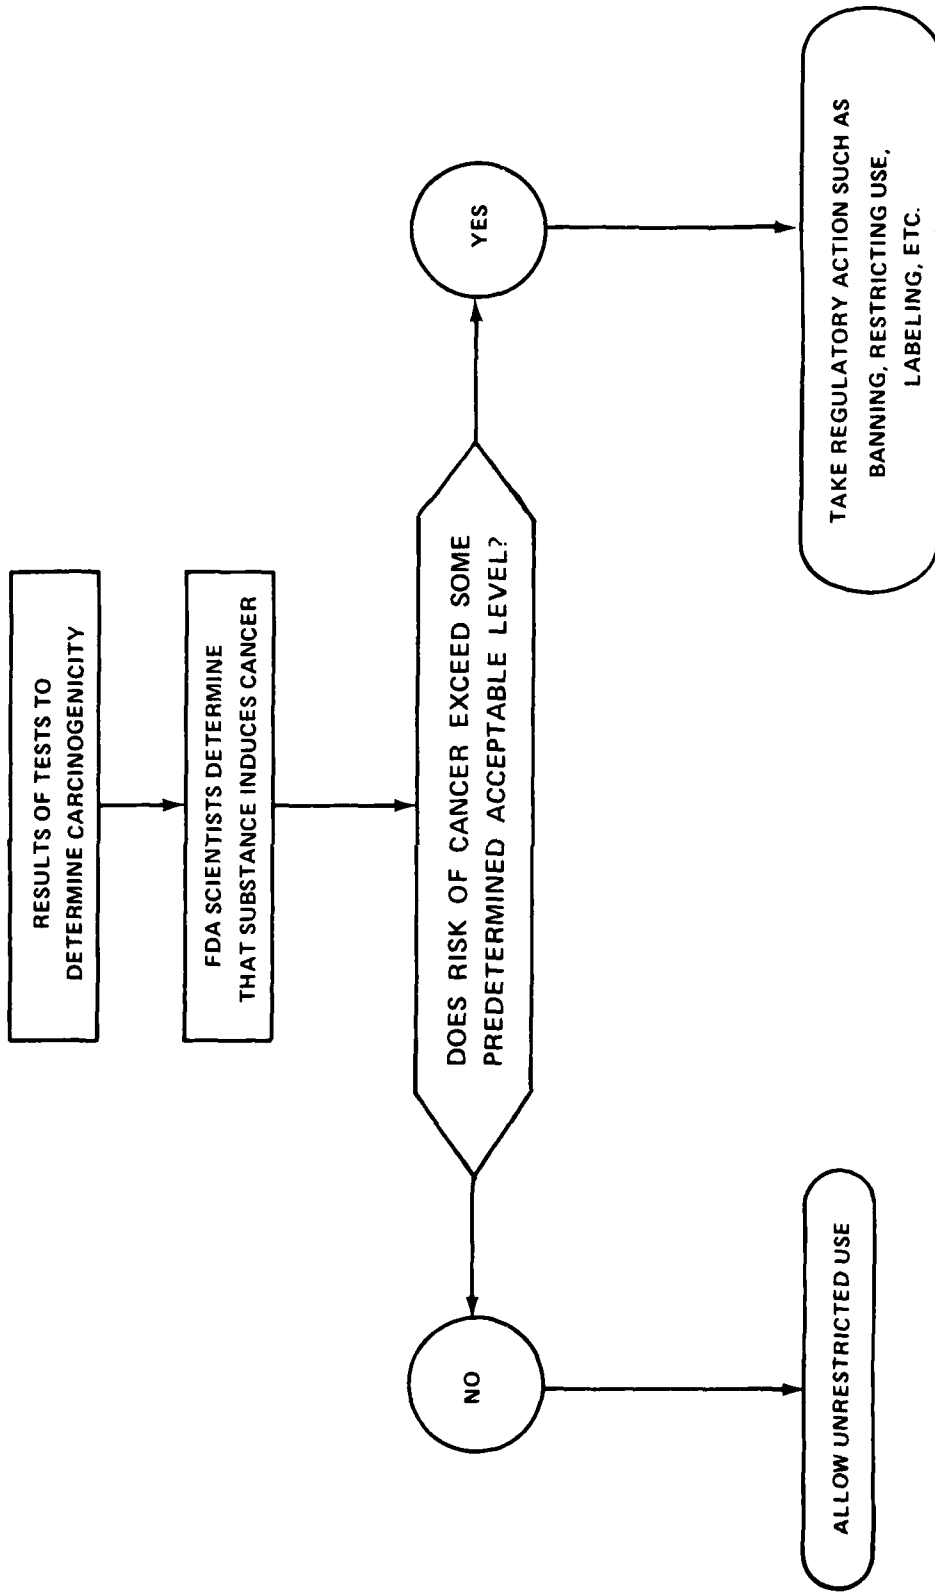 RESULTS OF TESTS TO
DETERMINE CARCINOGENICITY
FDA SCIENTISTS DETERMINE
THAT SUBSTANCE INDUCES CANCER
DOES RISK OF CANCER EXCEED SOME
PREDETERMINED ACCEPTABLE LEVEL?
NO
YES
ALLOW UNRESTRICTED USE
TAKE REGULATORY ACTION SUCH AS
BANNING, RESTRICTING USE,
LABELING, ETC.